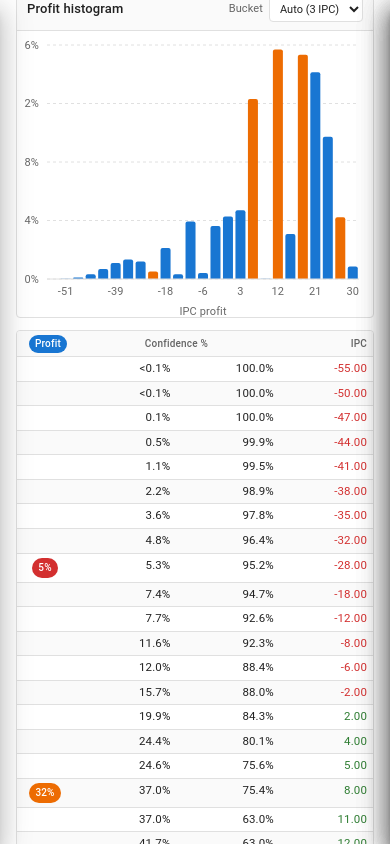 Profit histogram Bucket Auto (3 IPC)
6%
2%
8%
4%
0%
-51 -39 -18 -6 3 12 21 30
IPC profit
Profit Confidence % IPC
<0.1% 100.0% -55.00
<0.1% 100.0% -50.00
0.1% 100.0% -47.00
0.5% 99.9% -44.00
1.1% 99.5% -41.00
2.2% 98.9% -38.00
3.6% 97.8% -35.00
4.8% 96.4% -32.00
5% 5.3% 95.2% -28.00
7.4% 94.7% -18.00
7.7% 92.6% -12.00
11.6% 92.3% -8.00
12.0% 88.4% -6.00
15.7% 88.0% -2.00
19.9% 84.3% 2.00
24.4% 80.1% 4.00
24.6% 75.6% 5.00
32% 37.0% 75.4% 8.00
37.0% 63.0% 11.00
41.7% 63.0% 12.00